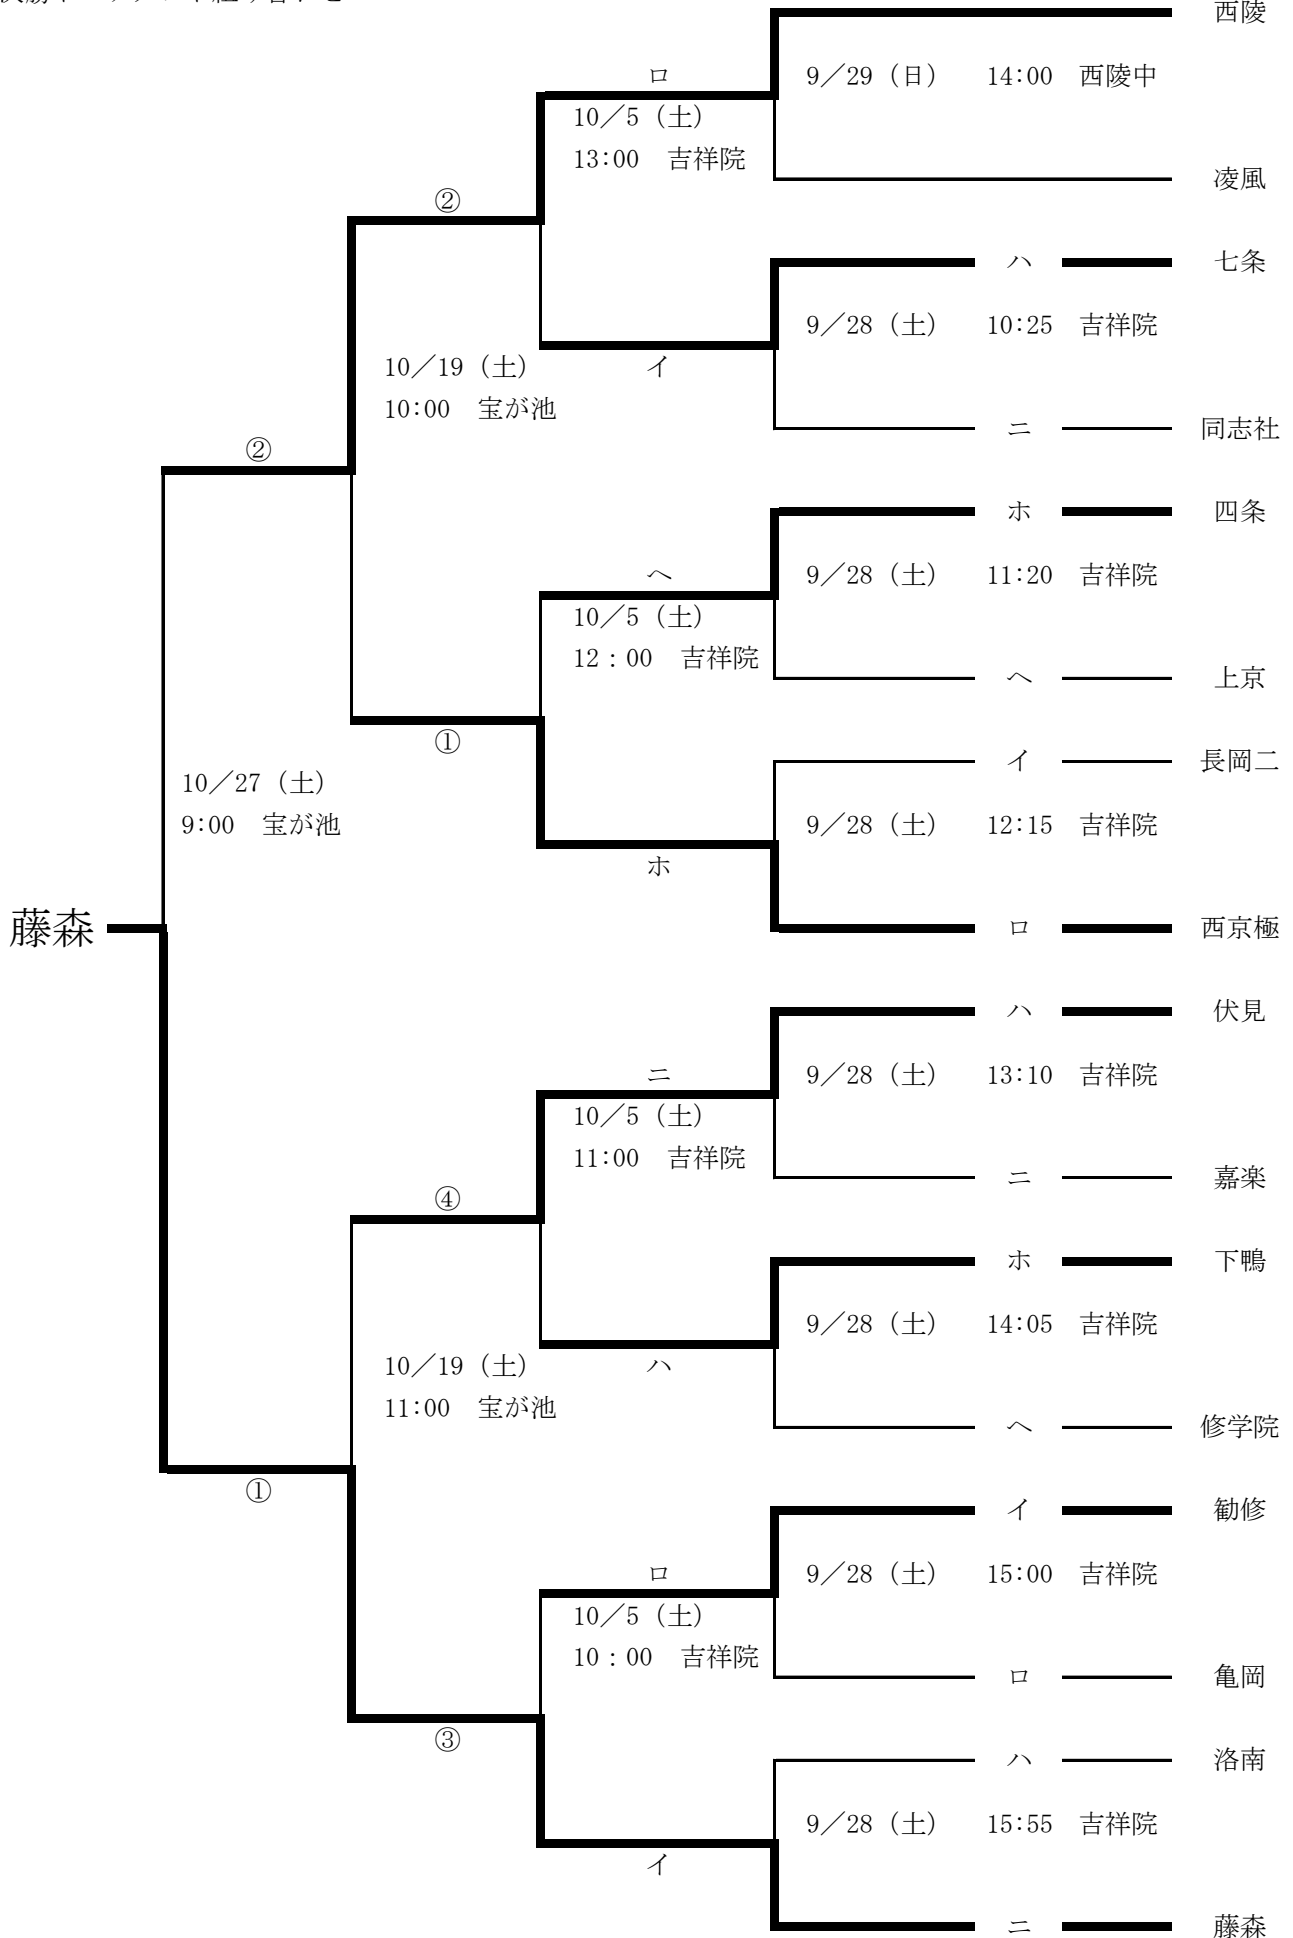 西陵
ロ
9／29（日） 14:00 西陵中
10／5（土）
13:00 吉祥院
凌風
②
ハ
七条
9／28（土） 10:25 吉祥院
イ
10／19（土）
10:00 宝が池
ニ
同志社
②
ホ
四条
9／28（土） 11:20 吉祥院
ヘ
10／5（土）
12：00 吉祥院
ヘ
上京
①
イ
長岡二
10／27（土）
9:00 宝が池
9／28（土） 12:15 吉祥院
ホ
藤森
ロ
西京極
ハ
伏見
9／28（土） 13:10 吉祥院
ニ
10／5（土）
11:00 吉祥院
ニ
嘉楽
④
ホ
下鴨
9／28（土） 14:05 吉祥院
ハ
10／19（土）
11:00 宝が池
ヘ
修学院
①
イ
勧修
9／28（土） 15:00 吉祥院
ロ
10／5（土）
10：00 吉祥院
ロ
亀岡
③
ハ
洛南
9／28（土） 15:55 吉祥院
イ
ニ
藤森